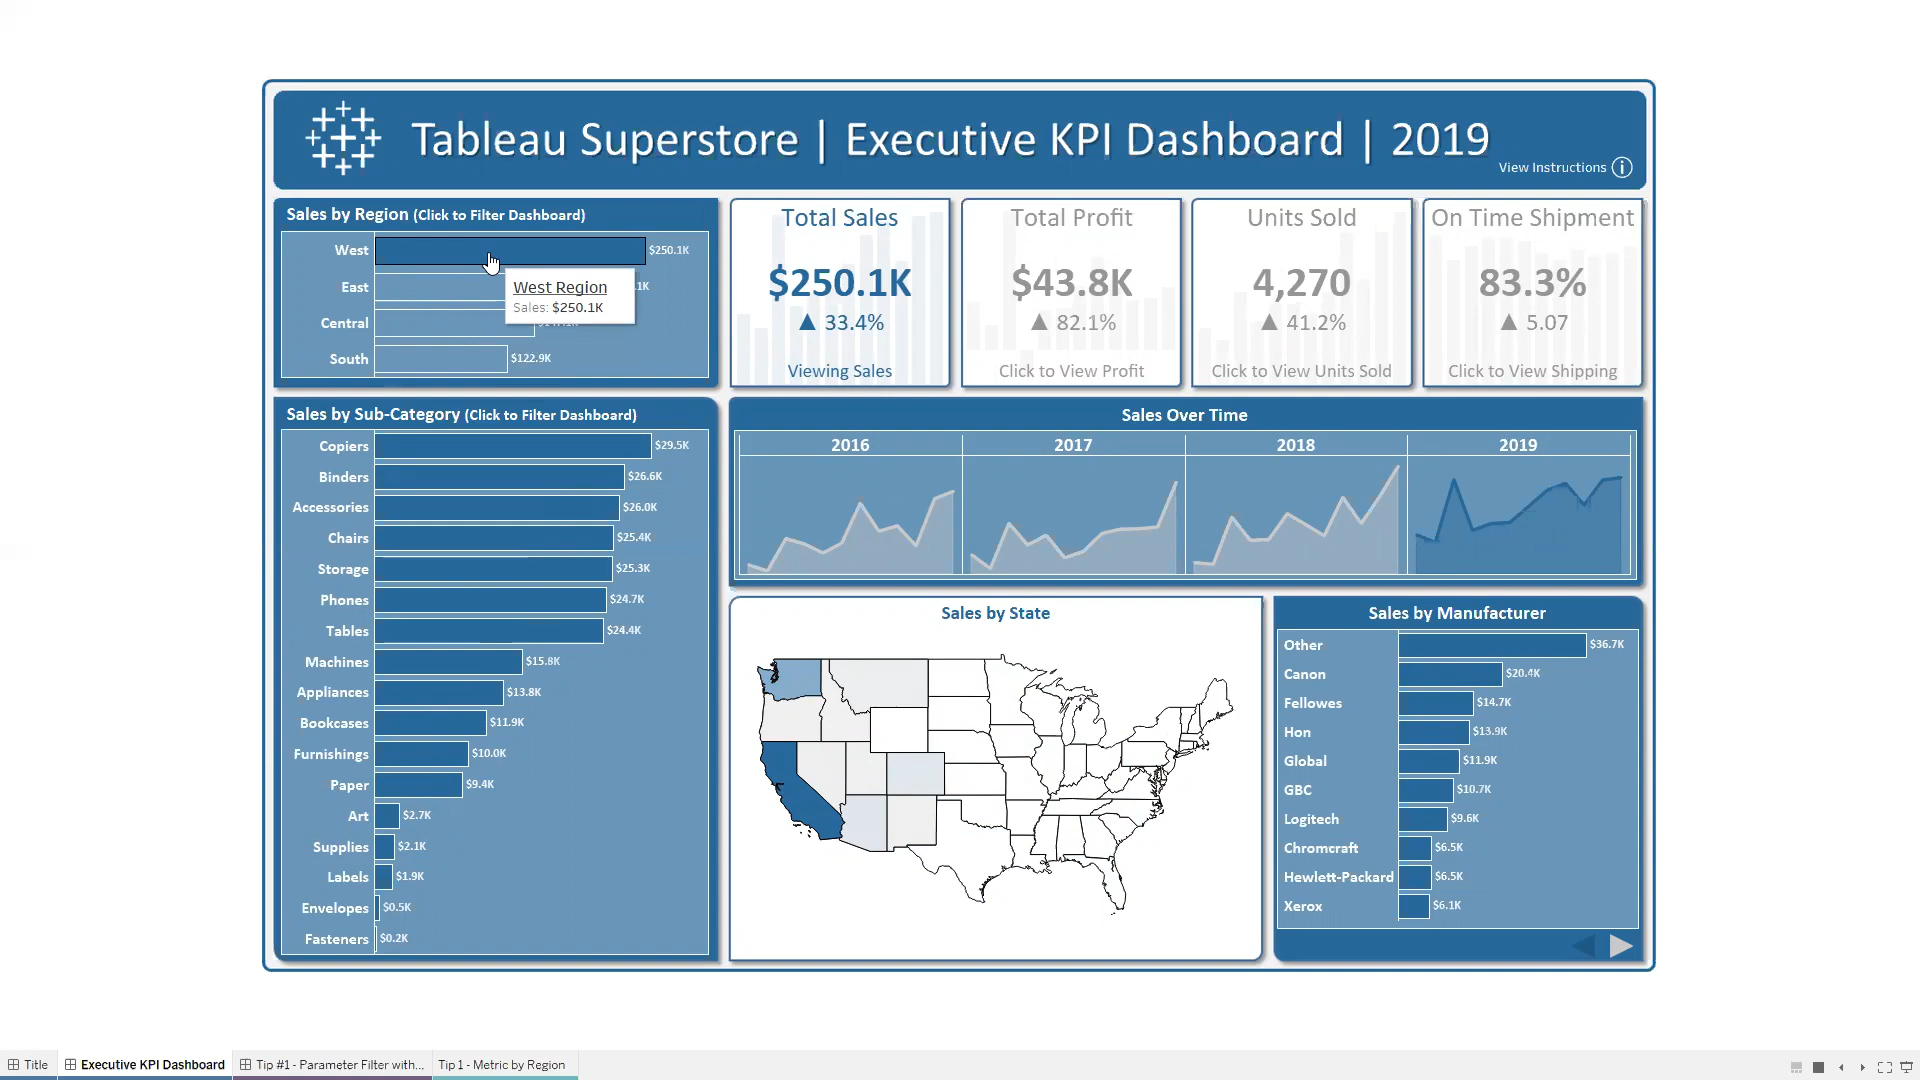 Tableau Superstore | Executive KPI Dashboard | 2019
View Instructions
Sales by Region (Click to Filter Dashboard)
West $250.1K
East
Central
South $122.9K
West Region
Sales: $250.1K
Total Sales
$250.1K
▲ 33.4%
Viewing Sales
Total Profit
$43.8K
▲ 82.1%
Click to View Profit
Units Sold
4,270
▲ 41.2%
Click to View Units Sold
On Time Shipment
83.3%
▲ 5.07
Click to View Shipping
Sales by Sub-Category (Click to Filter Dashboard)
Copiers $29.5K
Binders $26.6K
Accessories $26.0K
Chairs $25.4K
Storage $25.3K
Phones $24.7K
Tables $24.4K
Machines $15.8K
Appliances $13.8K
Bookcases $11.9K
Furnishings $10.0K
Paper $9.4K
Art $2.7K
Supplies $2.1K
Labels $1.9K
Envelopes $0.5K
Fasteners $0.2K
Sales Over Time
2016 2017 2018 2019
Sales by State
Sales by Manufacturer
Other $36.7K
Canon $20.4K
Fellowes $14.7K
Hon $13.9K
Global $11.9K
GBC $10.7K
Logitech $9.6K
Chromcraft $6.5K
Hewlett-Packard $6.5K
Xerox $6.1K
Title Executive KPI Dashboard Tip #1 - Parameter Filter with... Tip 1 - Metric by Region